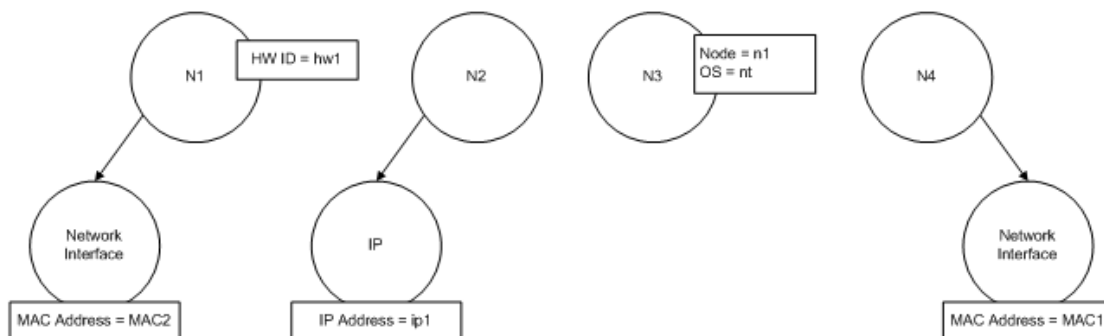 N1
HW ID = hw1
N2
N3
Node = n1
OS = nt
N4
Network
Interface
MAC Address = MAC2
IP
IP Address = ip1
Network
Interface
MAC Address = MAC1